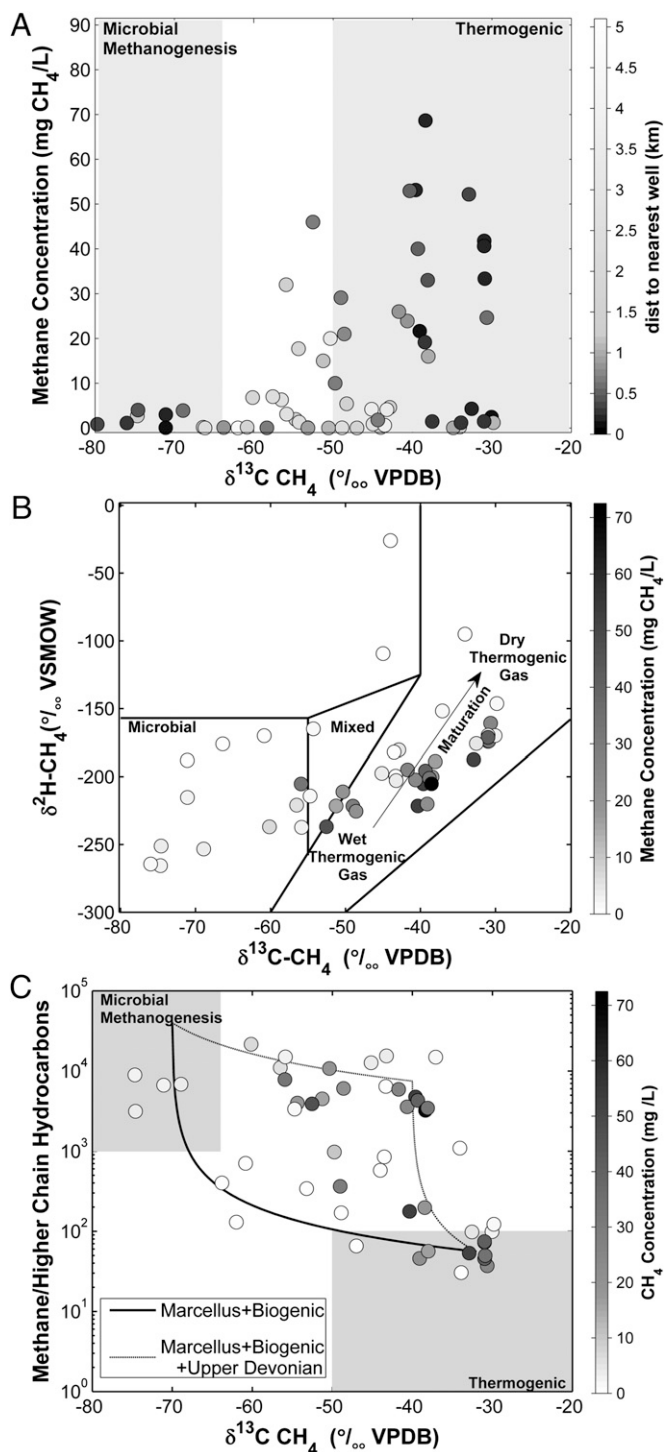 A
Microbial
Methanogenesis
Thermogenic
90
80
70
60
50
40
30
20
10
0
Methane Concentration (mg CH4/L)
-80 -70 -60 -50 -40 -30 -20
δ13C CH4 (o/oo VPDB)
5
4.5
4
3.5
3
2.5
2
1.5
1
0.5
0
dist to nearest well (km)
B
0
-50
-100
-150
-200
-250
-300
δ2H-CH4(o/oo VSMOW)
Microbial
Mixed
Dry
Thermogenic
Gas
Maturation
Wet
Thermogenic
Gas
-80 -70 -60 -50 -40 -30 -20
δ13C-CH4 (o/oo VPDB)
70
60
50
40
30
20
10
0
Methane Concentration (mg CH4/L)
C
Microbial
Methanogenesis
10^5
10^4
10^3
10^2
10^1
10^0
Methane/Higher Chain Hydrocarbons
Marcellus+Biogenic
Marcellus+Biogenic
+Upper Devonian
Thermogenic
-80 -70 -60 -50 -40 -30 -20
δ13C CH4 (o/oo VPDB)
70
60
50
40
30
20
10
0
CH4 Concentration (mg /L)